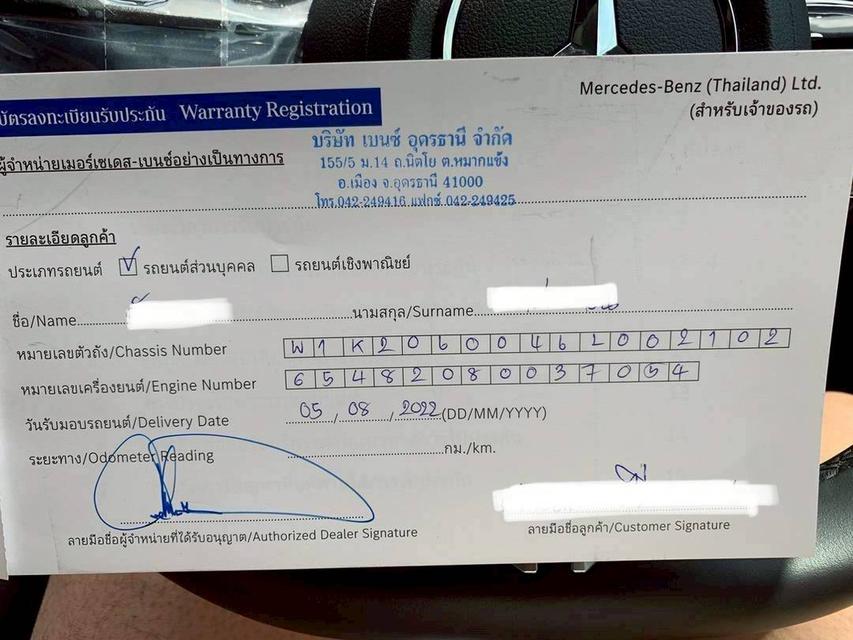 บัตรลงทะเบียนรับประกัน Warranty Registration
Mercedes-Benz (Thailand) Ltd.
(สำหรับเจ้าของรถ)
ผู้จำหน่ายเมอร์เซเดส-เบนซ์อย่างเป็นทางการ
บริษัท เบนซ์ อุดรธานี จำกัด
155/5 ม.14 ถ.นิตโย ต.หมากแข้ง
อ.เมือง จ.อุดรธานี 41000
โทร.042-249416 แฟกซ์. 042-249425
รายละเอียดลูกค้า
ประเภทรถยนต์ รถยนต์ส่วนบุคคล รถยนต์เชิงพาณิชย์
ชื่อ/Name นามสกุล/Surname
หมายเลขตัวถัง/Chassis Number W1K2060046L002102
หมายเลขเครื่องยนต์/Engine Number 654820800370
วันรับมอบรถยนต์/Delivery Date 05/08/2022 (DD/MM/YYYY)
ระยะทาง/Odometer Reading กม./km.
ลายมือชื่อผู้จำหน่ายที่ได้รับอนุญาต/Authorized Dealer Signature
ลายมือชื่อลูกค้า/Customer Signature